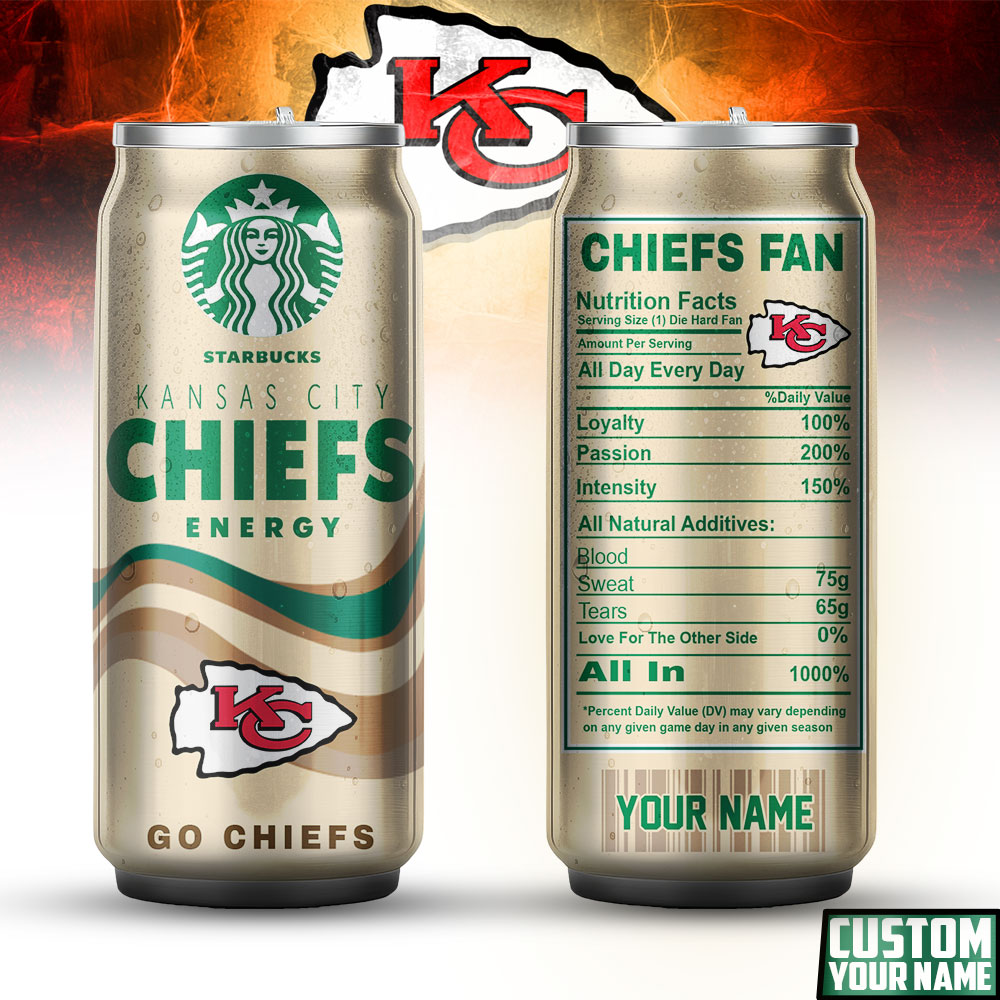 KC
STARBUCKS
KANSAS CITY
CHIEFS
ENERGY
KC
GO CHIEFS
CHIEFS FAN
Nutrition Facts
Serving Size (1) Die Hard Fan
KC
Amount Per Serving
All Day Every Day
%Daily Value
Loyalty 100%
Passion 200%
Intensity 150%
All Natural Additives:
Blood
Sweat 75g
Tears 65g
Love For The Other Side 0%
All In 1000%
*Percent Daily Value (DV) may vary depending
on any given game day in any given season
YOUR NAME
CUSTOM
YOUR NAME